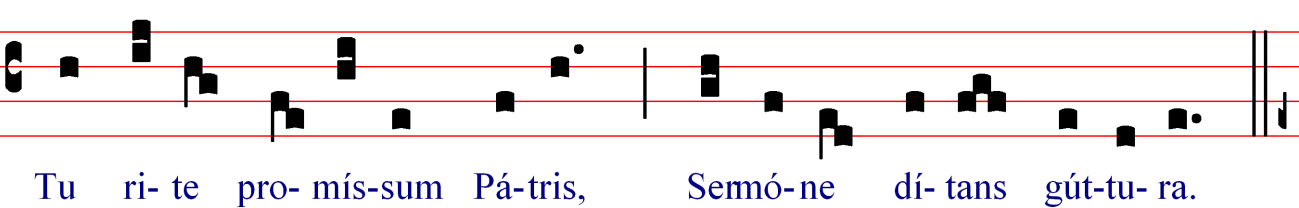 Tu ri- te pro- mís-sum Pá-tris, Sermó-ne dí- tans gút-tu- ra.